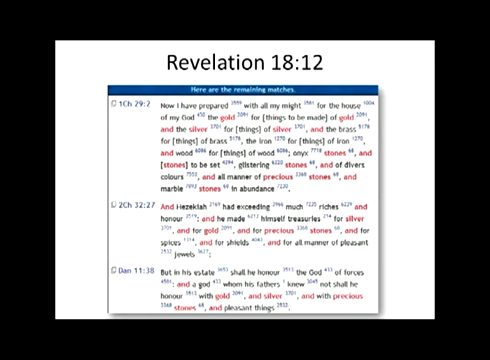 Revelation 18:12
Here are the remaining matches.
1Ch 29:2 Now I have prepared 3559 with all my might 3581 for the house 1004
of my God 430 the gold 2091 for [things to be made] of gold 2091,
and the silver 3701 for [things] of silver 3701, and the brass 5178
for [things] of brass 5178, the iron 1270 for [things] of iron 1270,
and wood 6086 for [things] of wood 6086; onyx 7718 stones 68, and
[stones] to be set 4394, glistering 6320 stones 68, and of divers
colours 7553, and all manner of precious 3368 stones 68, and
marble 7893 stones 68 in abundance 7230.
2Ch 32:27 And Hezekiah 3169 had exceeding 3966 much 7235 riches 6239 and
honour 3519: and he made 6213 himself treasuries 214 for silver
3701, and for gold 2091, and for precious 3368 stones 68, and for
spices 1314, and for shields 4043, and for all manner of pleasant
2532 jewels 3627;
Dan 11:38 But in his estate 3653 shall he honour 3513 the God 433 of forces
4581: and a god 433 whom his fathers 1 knew 3045 not shall he
honour 3513 with gold 2091, and silver 3701, and with precious
3368 stones 68, and pleasant things 2532.